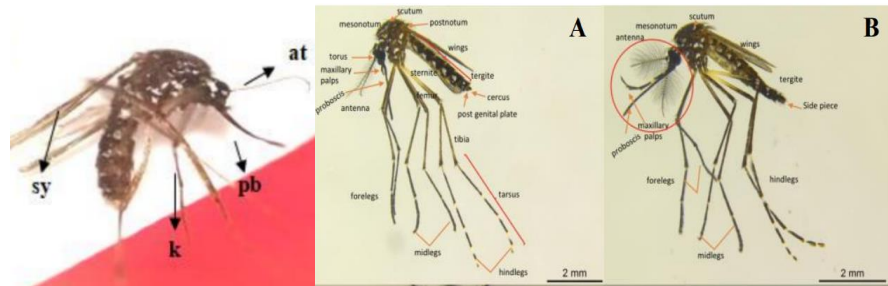 at
sy
pb
k
A
scutum
mesonotum
postnotum
torus
wings
maxillary
palps
sternite
tergite
proboscis
femur
cercus
antenna
post genital plate
tibia
forelegs
tarsus
midlegs
hindlegs
2 mm
B
scutum
mesonotum
antenna
wings
tergite
Side piece
proboscis
maxillary
palps
forelegs
hindlegs
midlegs
2 mm